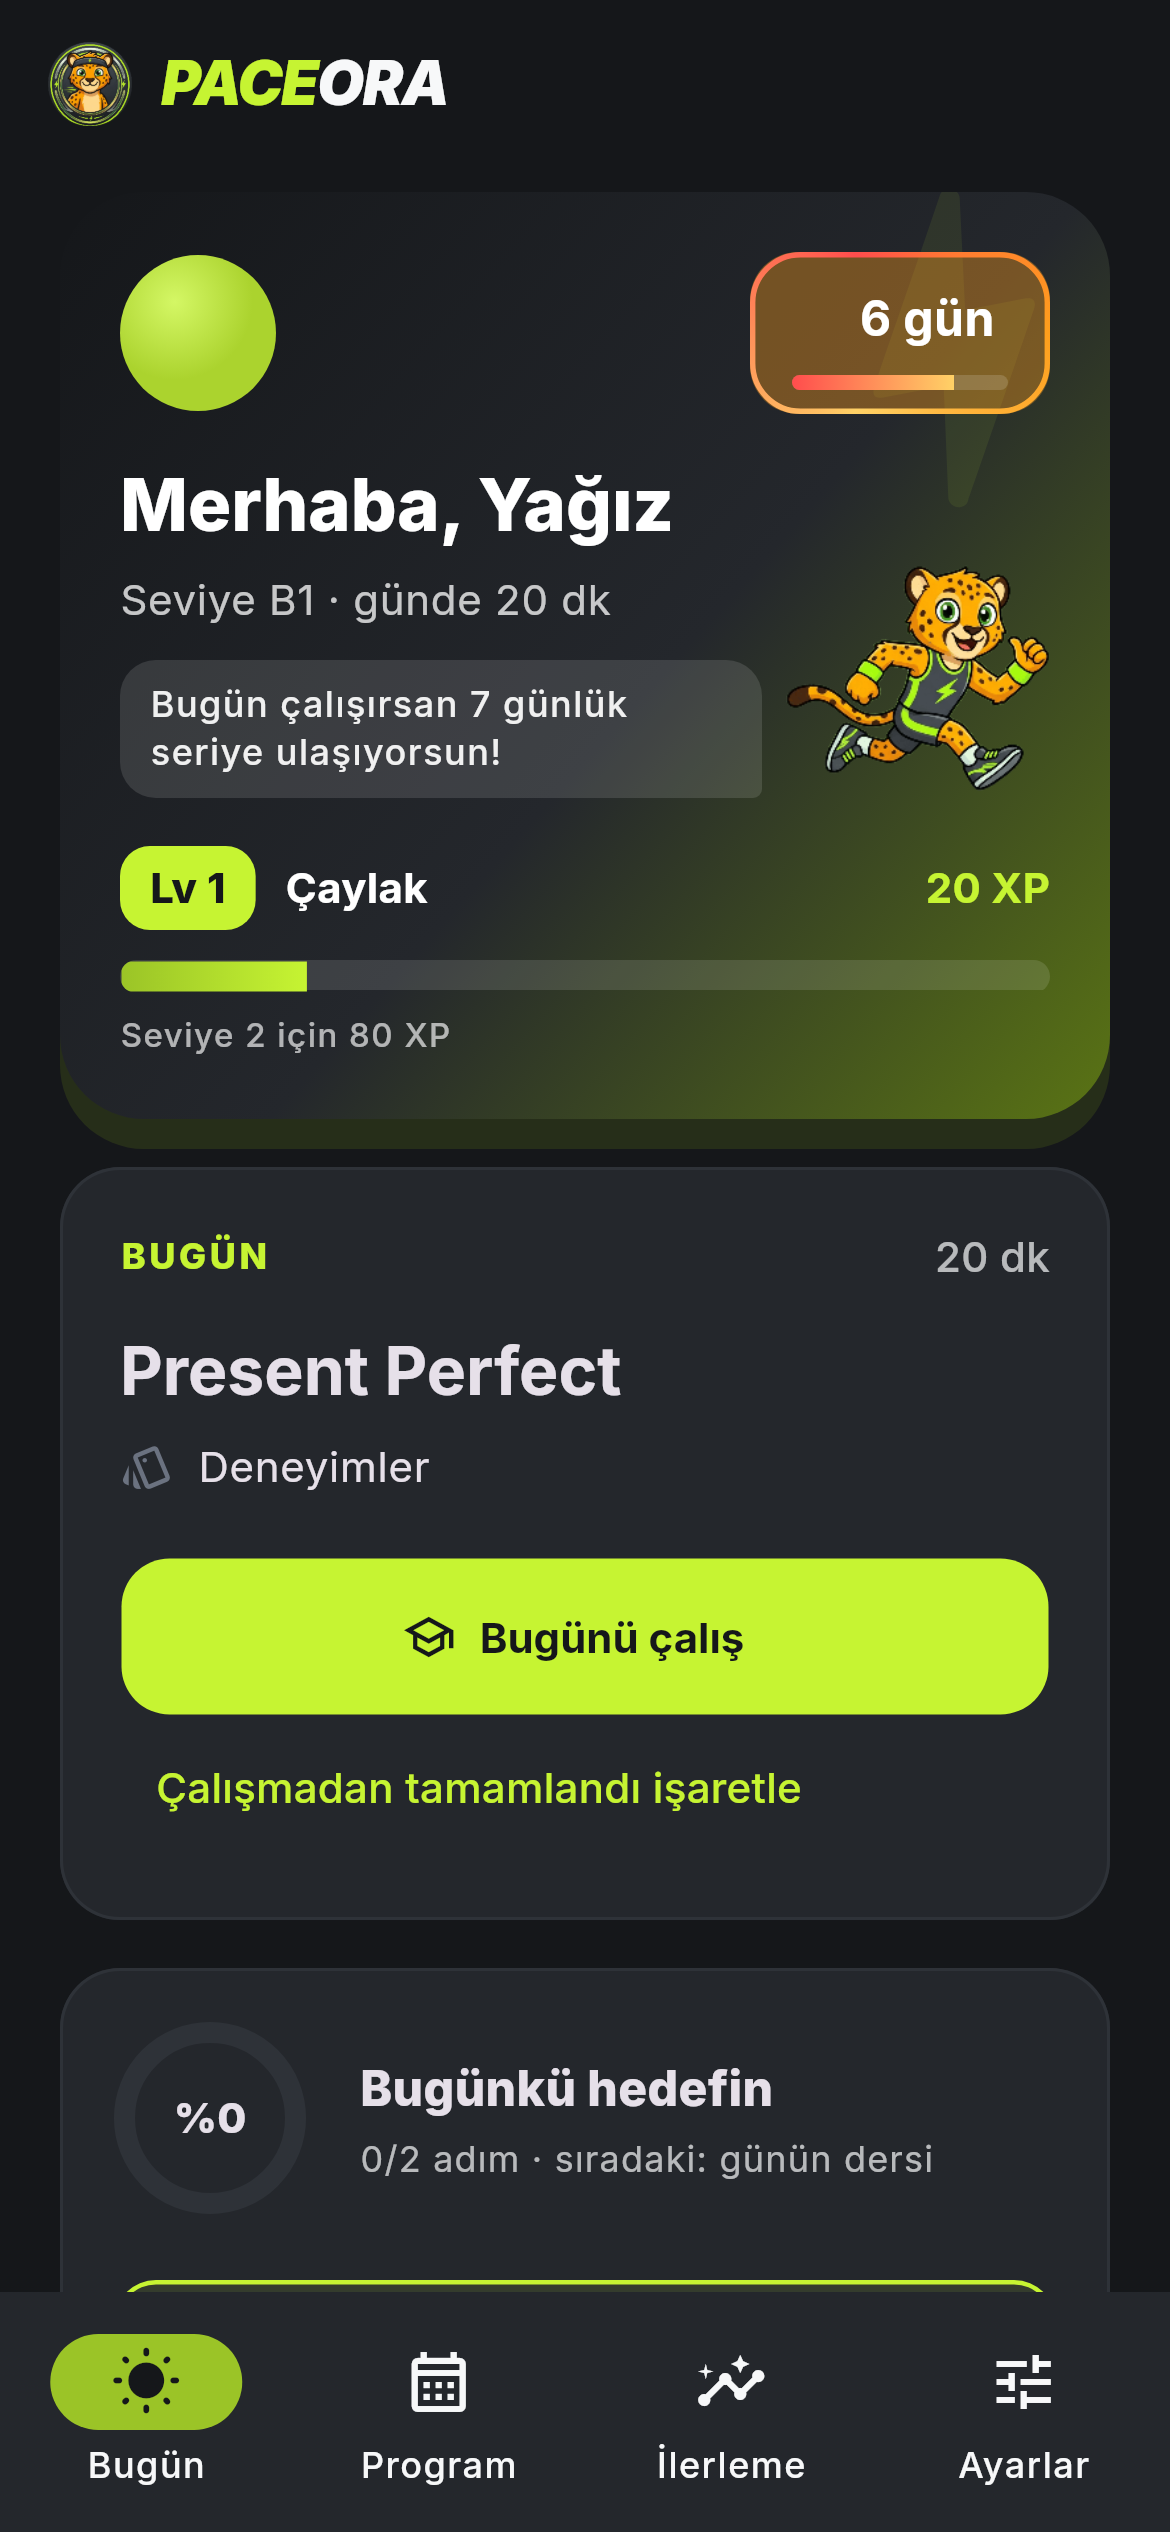 PACEORA
6 gün
Merhaba, Yağız
Seviye B1 · günde 20 dk
Bugün çalışırsan 7 günlük
seriye ulaşıyorsun!
Lv 1 Çaylak 20 XP
Seviye 2 için 80 XP
BUGÜN 20 dk
Present Perfect
Deneyimler
Bugünü çalış
Çalışmadan tamamlandı işaretle
%0
Bugünkü hedefin
0/2 adım · sıradaki: günün dersi
Bugün Program İlerleme Ayarlar